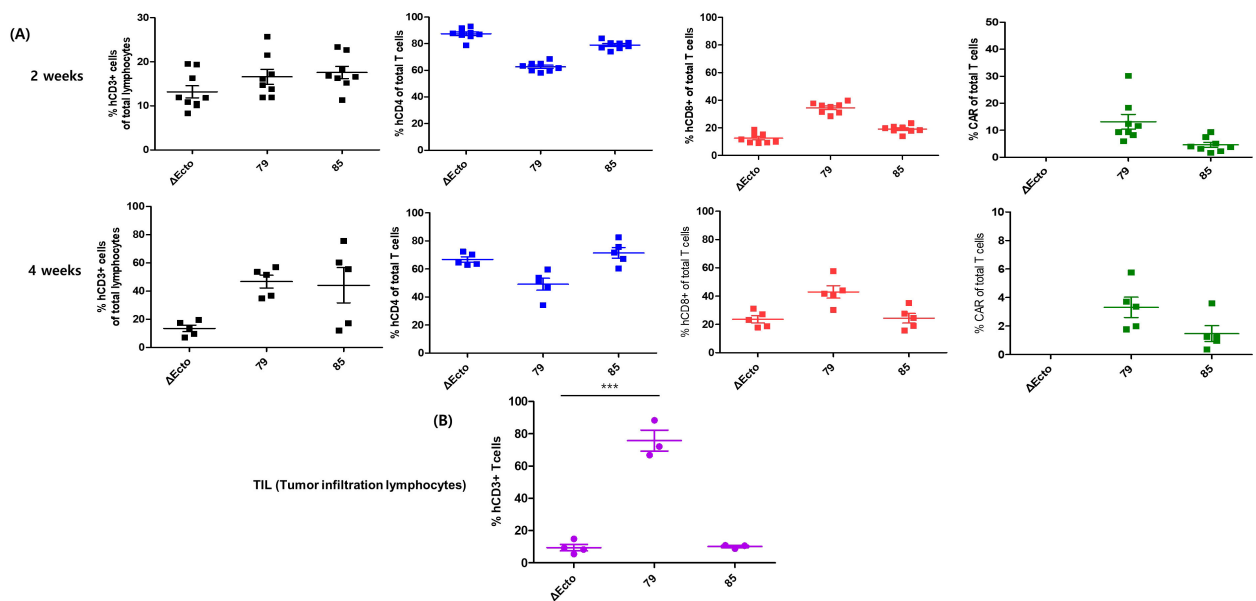 (A)
2 weeks
% hCD3+ cells
of total lymphocytes
30
20
10
0
ΔEcto
79
85
% hCD4 of total T cells
100
80
60
40
20
0
ΔEcto
79
85
% hCD8+ of total T cells
100
80
60
40
20
0
ΔEcto
79
85
% CAR of total T cells
50
40
30
20
10
0
ΔEcto
79
85
4 weeks
% hCD3+ cells
of total lymphocytes
100
80
60
40
20
0
ΔEcto
79
85
% hCD4 of total T cells
100
80
60
40
20
0
ΔEcto
79
85
% hCD8+ of total T cells
100
80
60
40
20
0
ΔEcto
79
85
% CAR of total T cells
10
8
6
4
2
0
ΔEcto
79
85
(B)
***
TIL (Tumor infiltration lymphocytes)
% hCD3+ Tcells
100
80
60
40
20
0
ΔEcto
79
85